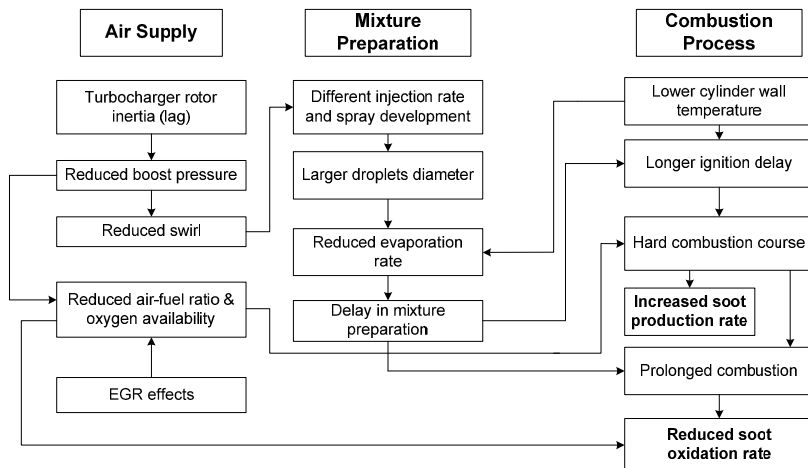 Air Supply
Turbocharger rotor
inertia (lag)
Reduced boost pressure
Reduced swirl
Reduced air-fuel ratio &
oxygen availability
EGR effects
Mixture
Preparation
Different injection rate
and spray development
Larger droplets diameter
Reduced evaporation
rate
Delay in mixture
preparation
Combustion
Process
Lower cylinder wall
temperature
Longer ignition delay
Hard combustion course
Increased soot
production rate
Prolonged combustion
Reduced soot
oxidation rate